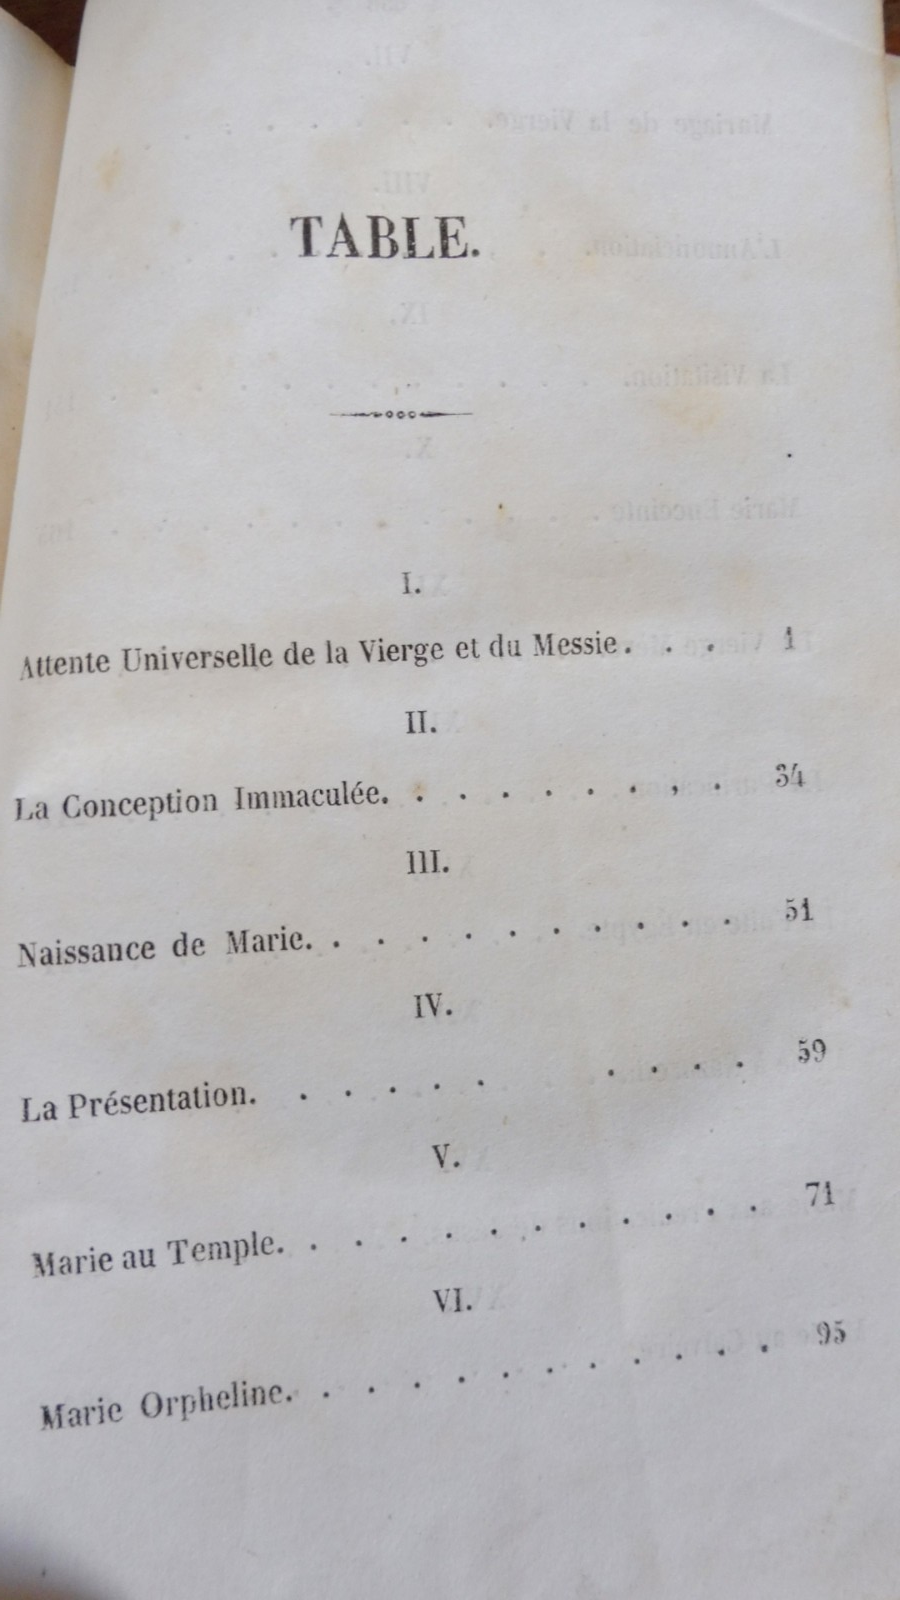 TABLE.
I.
Attente Universelle de la Vierge et du Messie. . . . 1
II.
La Conception Immaculée. . . . . . . , . 34
III.
Naissance de Marie. . . . . . . . . . . 51
IV.
La Présentation. . . . . . . . . . 59
V.
Marie au Temple. . . . . . . . . . . . 71
VI.
Marie Orpheline. . . . . . . . . . . . 95